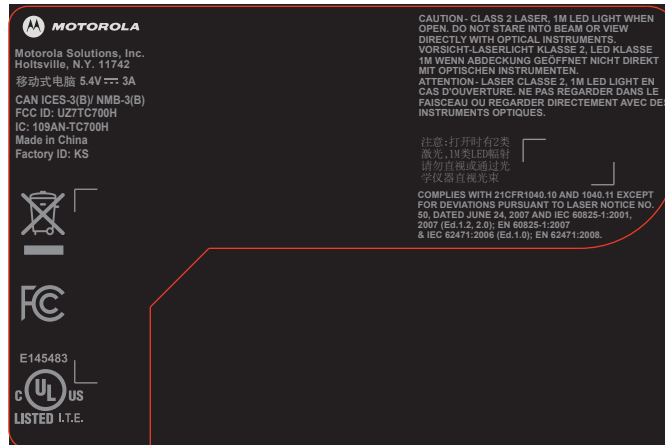 MOTOROLA
Motorola Solutions, Inc.
Holtsville, N.Y. 11742
移动式电脑 5.4V ⎓ 3A
CAN ICES-3(B)/ NMB-3(B)
FCC ID: UZ7TC700H
IC: 109AN-TC700H
Made in China
Factory ID: KS
FC
E145483
C UL US
LISTED I.T.E.
CAUTION- CLASS 2 LASER, 1M LED LIGHT WHEN
OPEN. DO NOT STARE INTO BEAM OR VIEW
DIRECTLY WITH OPTICAL INSTRUMENTS.
VORSICHT-LASERLICHT KLASSE 2, LED KLASSE
1M WENN ABDECKUNG GEÖFFNET NICHT DIREKT
MIT OPTISCHEN INSTRUMENTEN.
ATTENTION- LASER CLASSE 2, 1M LED LIGHT EN
CAS D'OUVERTURE. NE PAS REGARDER DANS LE
FAISCEAU OU REGARDER DIRECTEMENT AVEC DES
INSTRUMENTS OPTIQUES.
注意:打开时有2类
激光,1M类LED幅射
请勿直视或通过光
学仪器直视光束
COMPLIES WITH 21CFR1040.10 AND 1040.11 EXCEPT
FOR DEVIATIONS PURSUANT TO LASER NOTICE NO.
50, DATED JUNE 24, 2007 AND IEC 60825-1:2001,
2007 (Ed.1.2, 2.0); EN 60825-1:2007
& IEC 62471:2006 (Ed.1.0); EN 62471:2008.